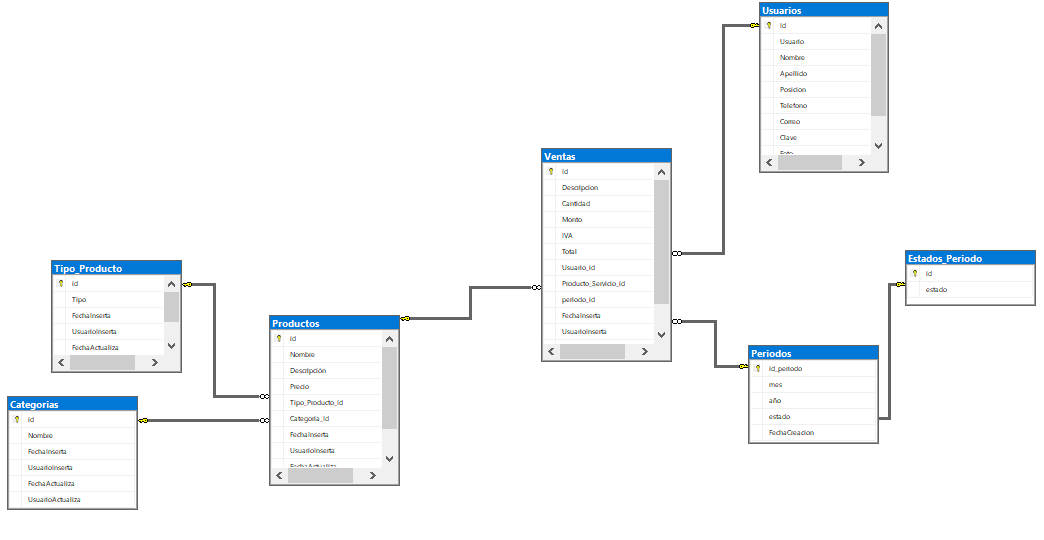 Usuarios
id
Usuario
Nombre
Apellido
Posicion
Telefono
Correo
Clave
Foto
Ventas
id
Descripcion
Cantidad
Monto
IVA
Total
Usuario_id
Producto_Servicio_id
periodo_id
FechaInserta
UsuarioInserta
Tipo_Producto
id
Tipo
FechaInserta
UsuarioInserta
FechaActualiza
Productos
id
Nombre
Descripción
Precio
Tipo_Producto_Id
Categoria_Id
FechaInserta
UsuarioInserta
FechaActualiza
Categorias
id
Nombre
FechaInserta
UsuarioInserta
FechaActualiza
UsuarioActualiza
Estados_Periodo
id
estado
Periodos
id_periodo
mes
año
estado
FechaCreacion